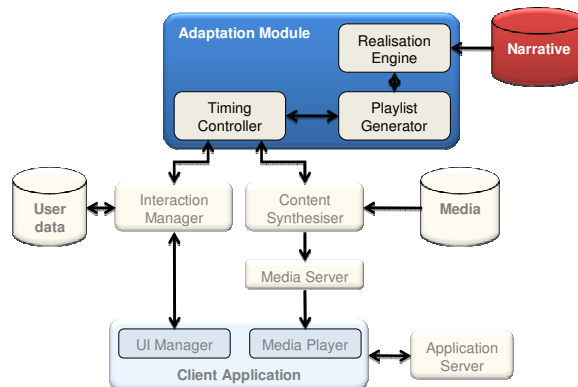 Adaptation Module
Realisation
Engine
Narrative
Timing
Controller
Playlist
Generator
User
data
Interaction
Manager
Content
Synthesiser
Media
Media Server
UI Manager
Media Player
Application
Server
Client Application